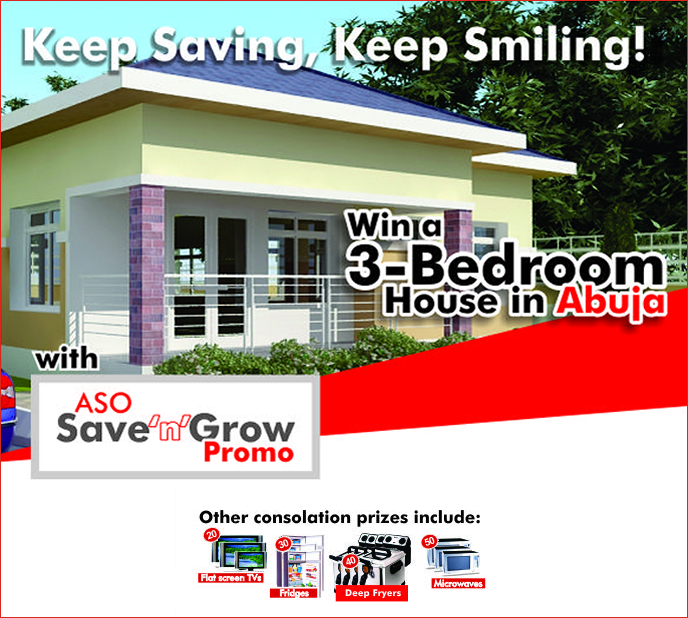 Keep Saving, Keep Smiling!
Win a
3-Bedroom
House in Abuja
with
ASO
Save'n'Grow
Promo
Other consolation prizes include:
20
Flat screen TVs
30
Fridges
40
Deep Fryers
50
Microwaves